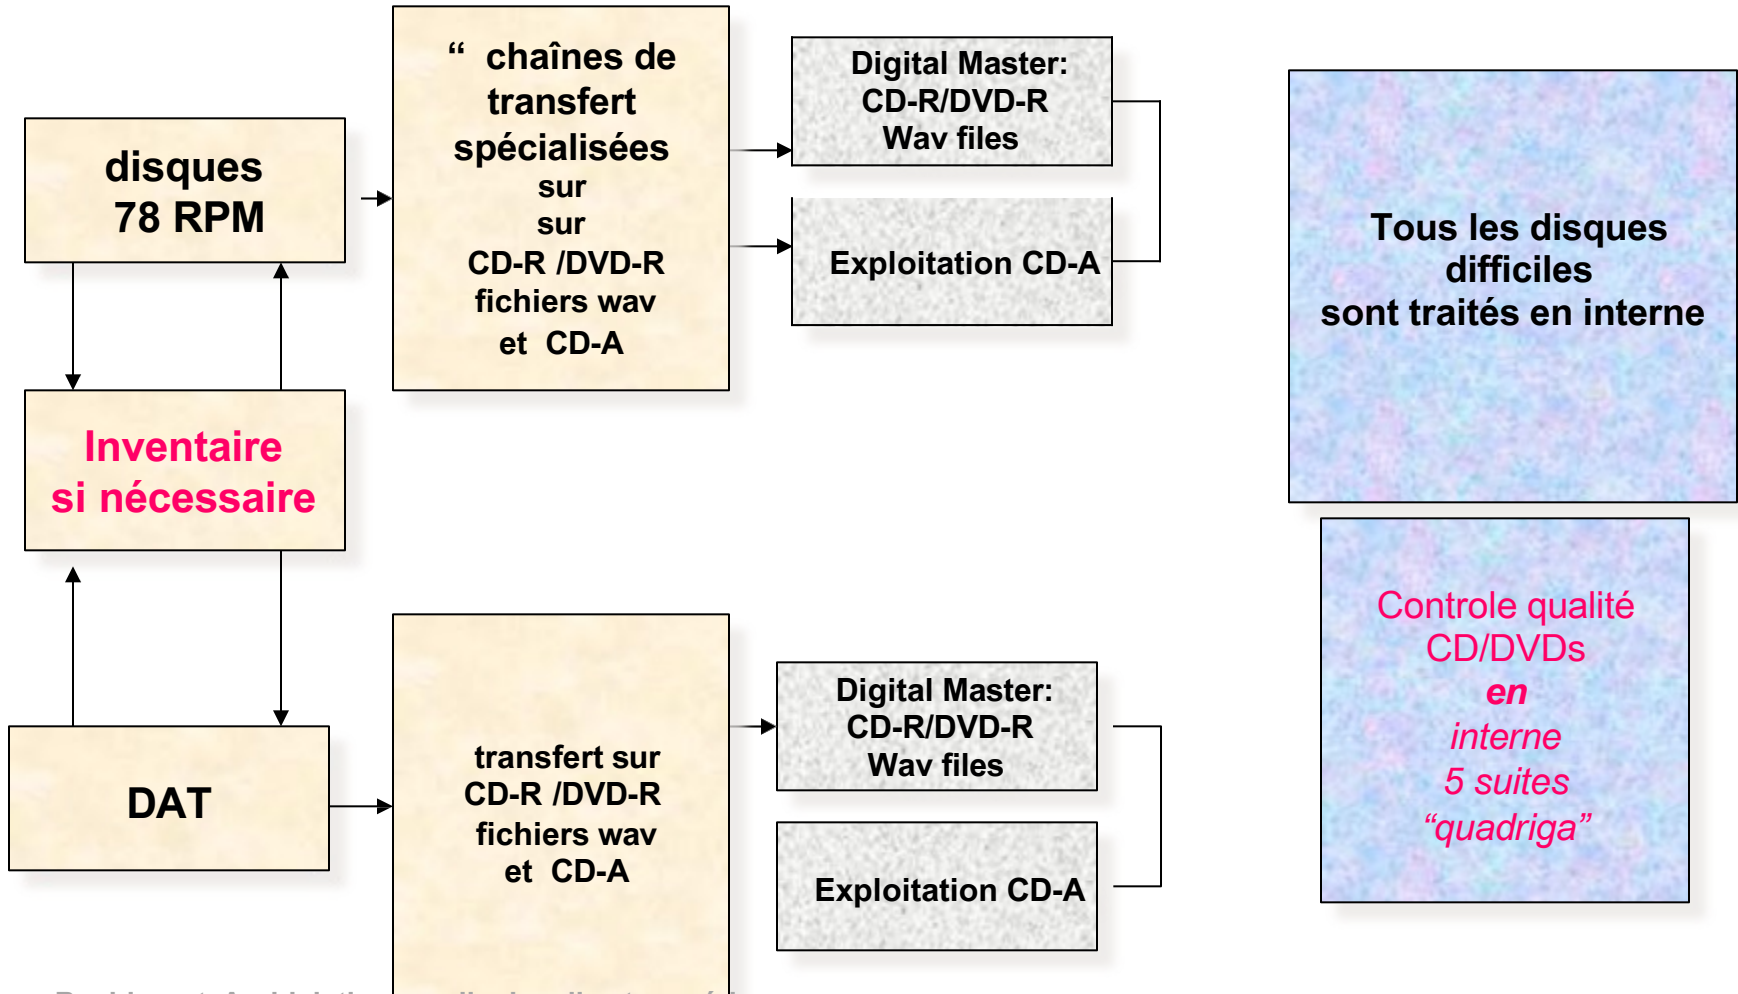 disques
78 RPM
Inventaire
si nécessaire
DAT
“ chaînes de
transfert
spécialisées
sur
sur
CD-R /DVD-R
fichiers wav
et CD-A
Digital Master:
CD-R/DVD-R
Wav files
Exploitation CD-A
transfert sur
CD-R /DVD-R
fichiers wav
et CD-A
Digital Master:
CD-R/DVD-R
Wav files
Exploitation CD-A
Tous les disques
difficiles
sont traités en interne
Controle qualité
CD/DVDs
en
interne
5 suites
“quadriga”